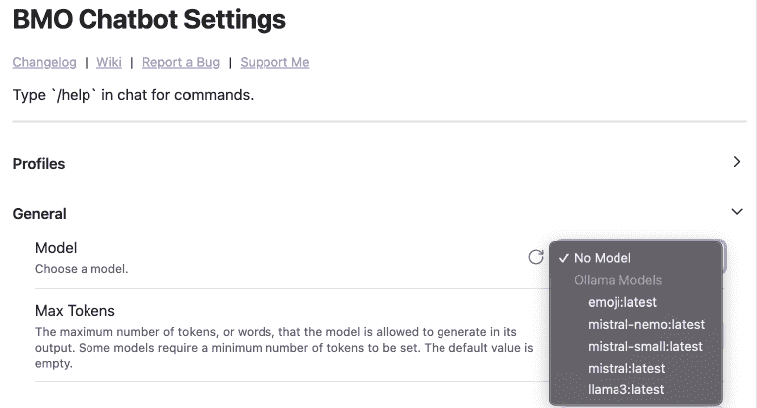 BMO Chatbot Settings
Changelog | Wiki | Report a Bug | Support Me
Type `/help` in chat for commands.
Profiles
General
Model
Choose a model.
✓ No Model
Ollama Models
emoji:latest
mistral-nemo:latest
mistral-small:latest
mistral:latest
llama3:latest
Max Tokens
The maximum number of tokens, or words, that the model is allowed to generate in its
output. Some models require a minimum number of tokens to be set. The default value is
empty.